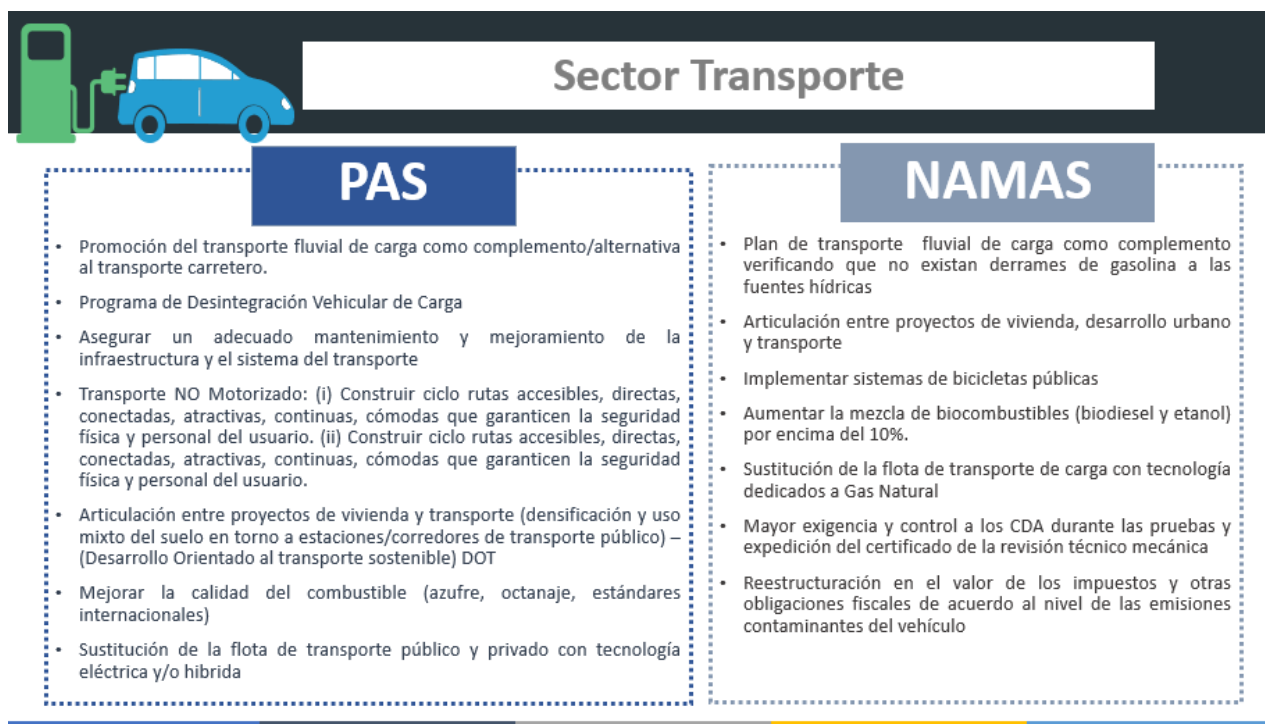 Sector Transporte
PAS
• Promoción del transporte fluvial de carga como complemento/alternativa
al transporte carretero.
• Programa de Desintegración Vehicular de Carga
• Asegurar un adecuado mantenimiento y mejoramiento de la
infraestructura y el sistema del transporte
• Transporte NO Motorizado: (i) Construir ciclo rutas accesibles, directas,
conectadas, atractivas, continuas, cómodas que garanticen la seguridad
física y personal del usuario. (ii) Construir ciclo rutas accesibles, directas,
conectadas, atractivas, continuas, cómodas que garanticen la seguridad
física y personal del usuario.
• Articulación entre proyectos de vivienda y transporte (densificación y uso
mixto del suelo en torno a estaciones/corredores de transporte público) –
(Desarrollo Orientado al transporte sostenible) DOT
• Mejorar la calidad del combustible (azufre, octanaje, estándares
internacionales)
• Sustitución de la flota de transporte público y privado con tecnología
eléctrica y/o hibrida
NAMAS
• Plan de transporte fluvial de carga como complemento
verificando que no existan derrames de gasolina a las
fuentes hídricas
• Articulación entre proyectos de vivienda, desarrollo urbano
y transporte
• Implementar sistemas de bicicletas públicas
• Aumentar la mezcla de biocombustibles (biodiesel y etanol)
por encima del 10%.
• Sustitución de la flota de transporte de carga con tecnología
dedicados a Gas Natural
• Mayor exigencia y control a los CDA durante las pruebas y
expedición del certificado de la revisión técnico mecánica
• Reestructuración en el valor de los impuestos y otras
obligaciones fiscales de acuerdo al nivel de las emisiones
contaminantes del vehículo